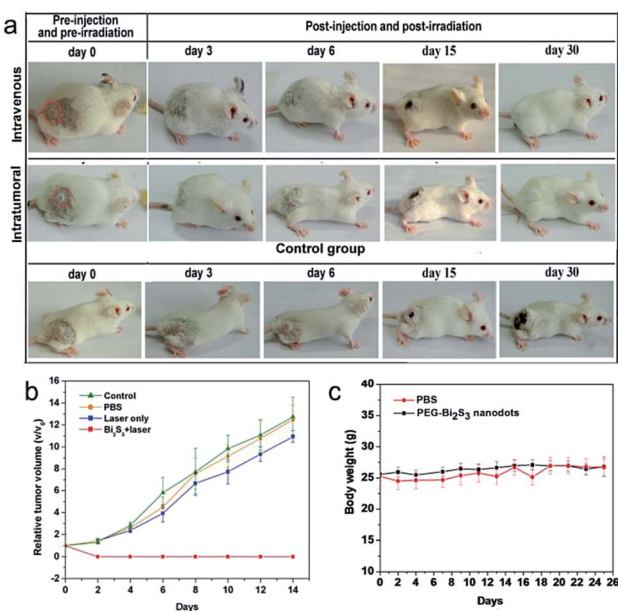 a
Pre-injection
and pre-irradiation
Post-injection and post-irradiation
day 0 day 3 day 6 day 15 day 30
Intravenous
Intratumoral
Control group
day 0 day 3 day 6 day 15 day 30
b
Relative tumor volume (v/v₀)
16
14
12
10
8
6
4
2
0
-2
Control
PBS
Laser only
Bi₂S₃+laser
0 2 4 6 8 10 12 14
Days
c
Body weight (g)
40
35
30
25
20
15
10
PBS
PEG-Bi₂S₃ nanodots
0 2 4 6 8 10 12 14 16 18 20 22 24 26
Days